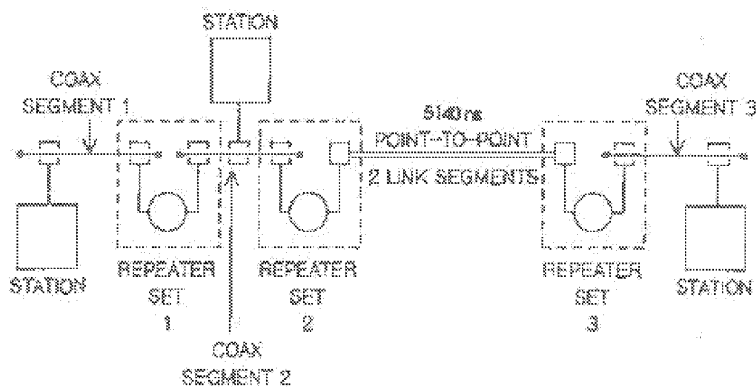 STATION
COAX
SEGMENT 1
COAX
SEGMENT 3
5140 ns
POINT-TO-POINT
2 LINK SEGMENTS
STATION
REPEATER
SET
1
REPEATER
SET
2
REPEATER
SET
3
STATION
COAX
SEGMENT 2